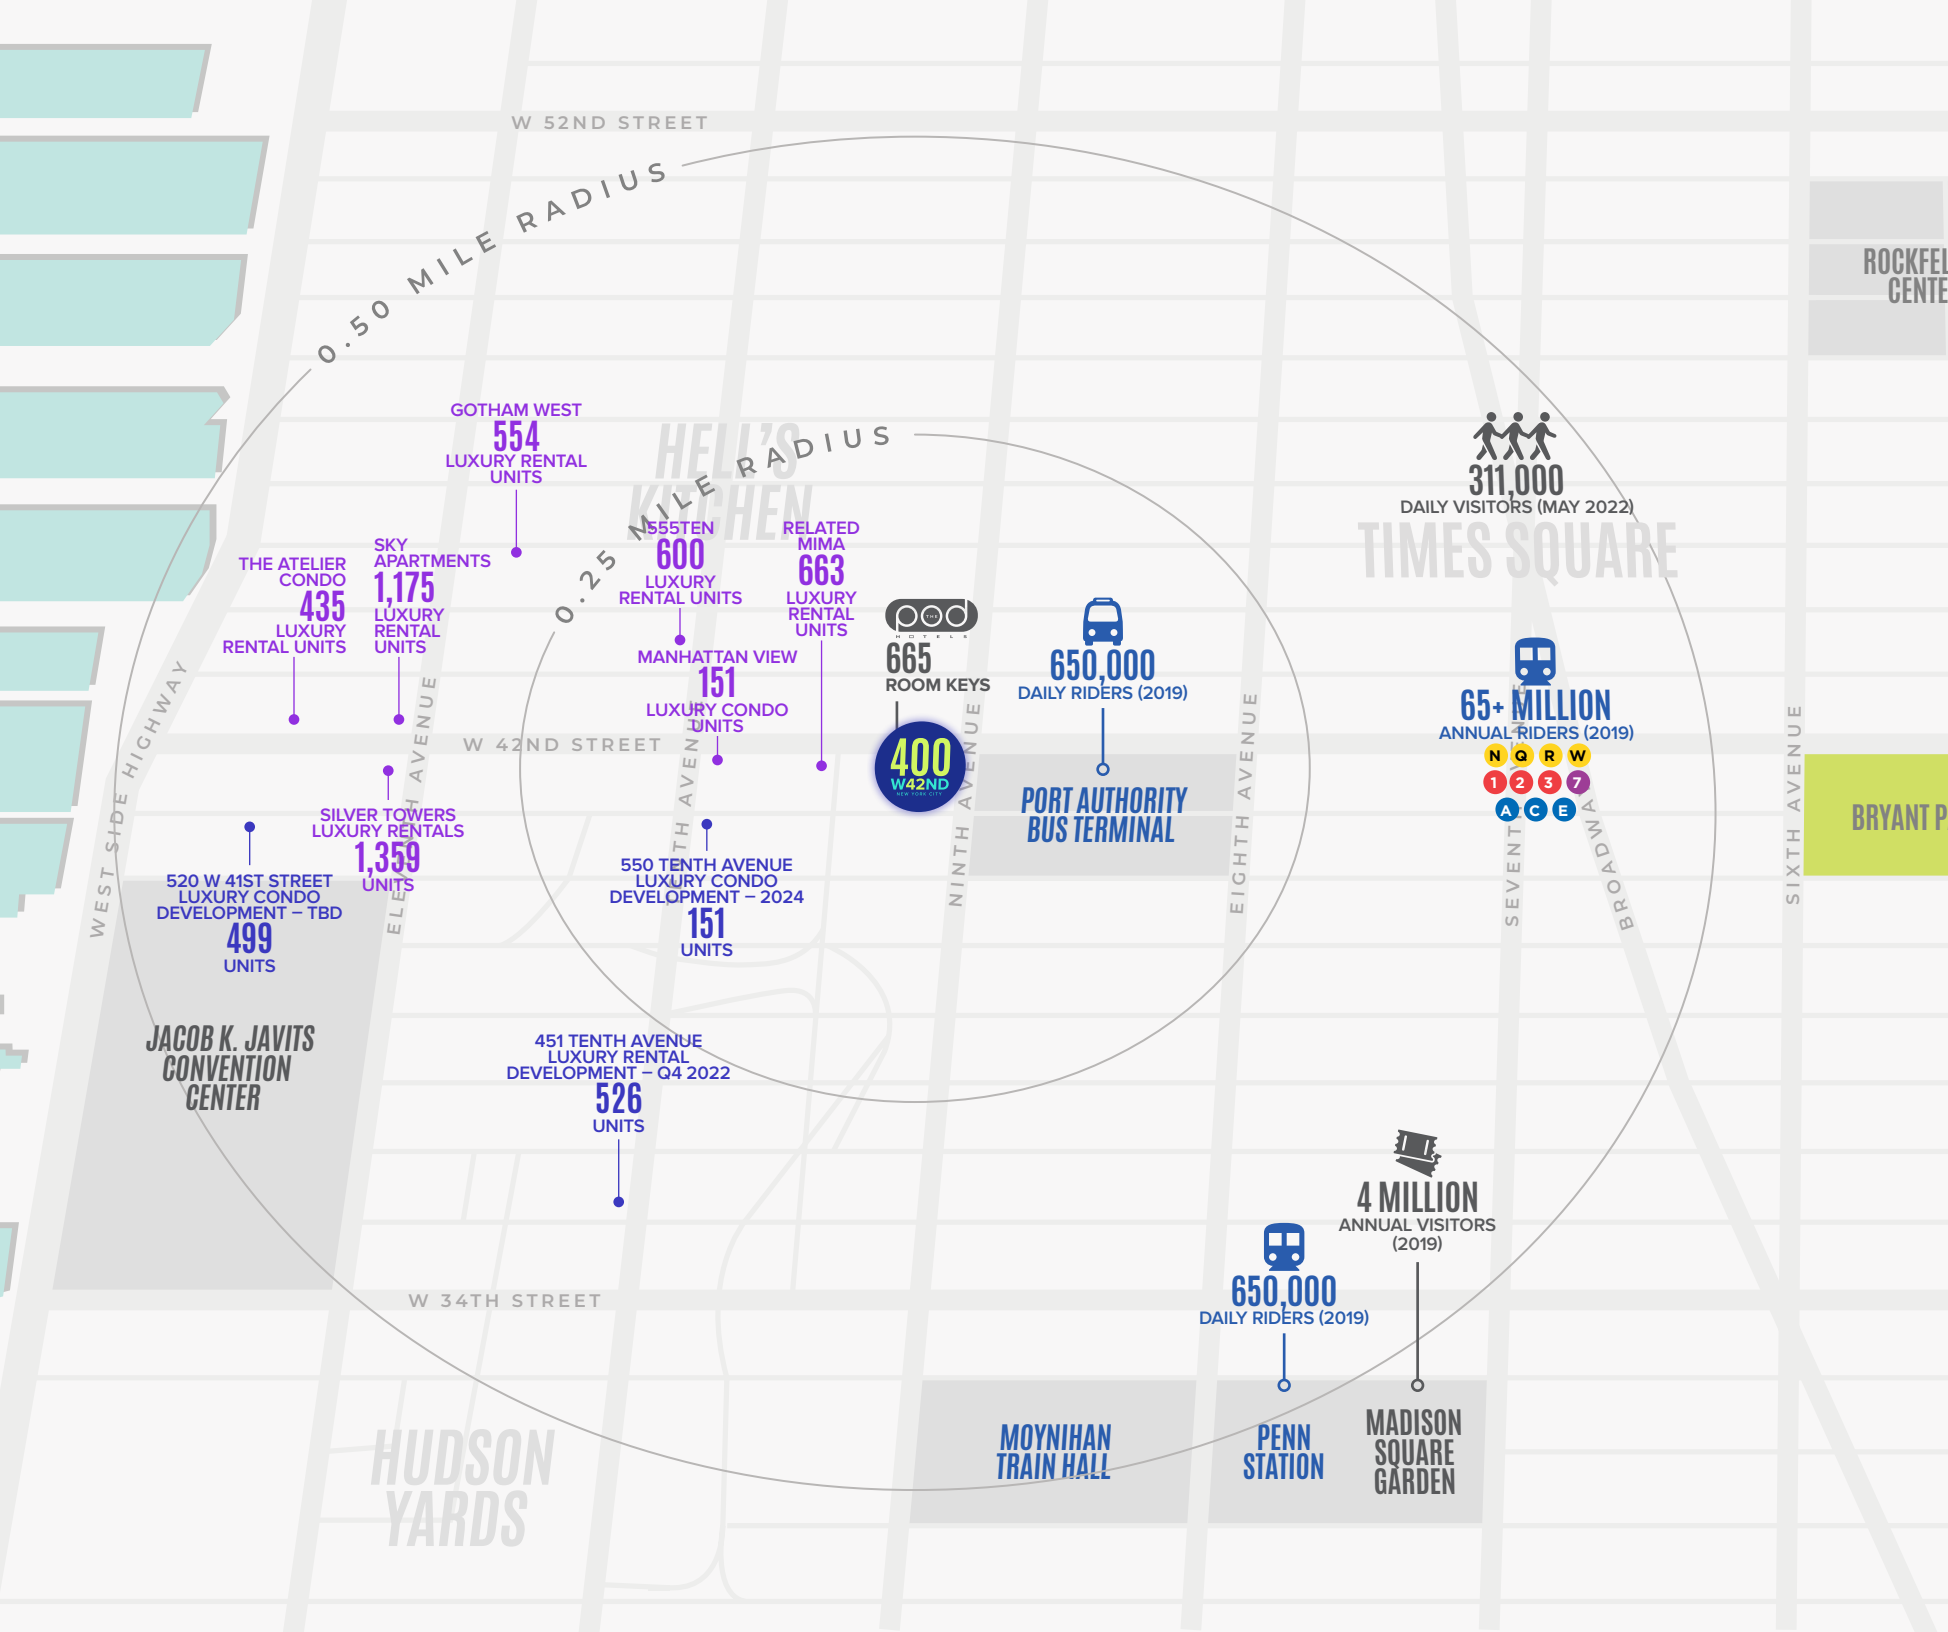 W 52ND STREET
0.50 MILE RADIUS
ROCKFEL
CENTE
HELL'S
KITCHEN
0.25 MILE RADIUS
GOTHAM WEST
554
LUXURY RENTAL
UNITS
311,000
DAILY VISITORS (MAY 2022)
TIMES SQUARE
THE ATELIER
CONDO
435
LUXURY
RENTAL UNITS
SKY
APARTMENTS
1,175
LUXURY
RENTAL
UNITS
555TEN
600
LUXURY
RENTAL UNITS
RELATED
MIMA
663
LUXURY
RENTAL
UNITS
MANHATTAN VIEW
151
LUXURY CONDO
UNITS
THE
pod
HOTELS
665
ROOM KEYS
650,000
DAILY RIDERS (2019)
65+ MILLION
ANNUAL RIDERS (2019)
N Q R W
1 2 3 7
A C E
W 42ND STREET
400
W42ND
NEW YORK CITY
PORT AUTHORITY
BUS TERMINAL
BRYANT P
WEST SIDE HIGHWAY
ELEVENTH AVENUE
TENTH AVENUE
NINTH AVENUE
EIGHTH AVENUE
SEVENTH AVENUE
BROADWAY
SIXTH AVENUE
SILVER TOWERS
LUXURY RENTALS
1,359
UNITS
520 W 41ST STREET
LUXURY CONDO
DEVELOPMENT – TBD
499
UNITS
550 TENTH AVENUE
LUXURY CONDO
DEVELOPMENT – 2024
151
UNITS
JACOB K. JAVITS
CONVENTION
CENTER
451 TENTH AVENUE
LUXURY RENTAL
DEVELOPMENT – Q4 2022
526
UNITS
4 MILLION
ANNUAL VISITORS
(2019)
650,000
DAILY RIDERS (2019)
W 34TH STREET
HUDSON
YARDS
MOYNIHAN
TRAIN HALL
PENN
STATION
MADISON
SQUARE
GARDEN